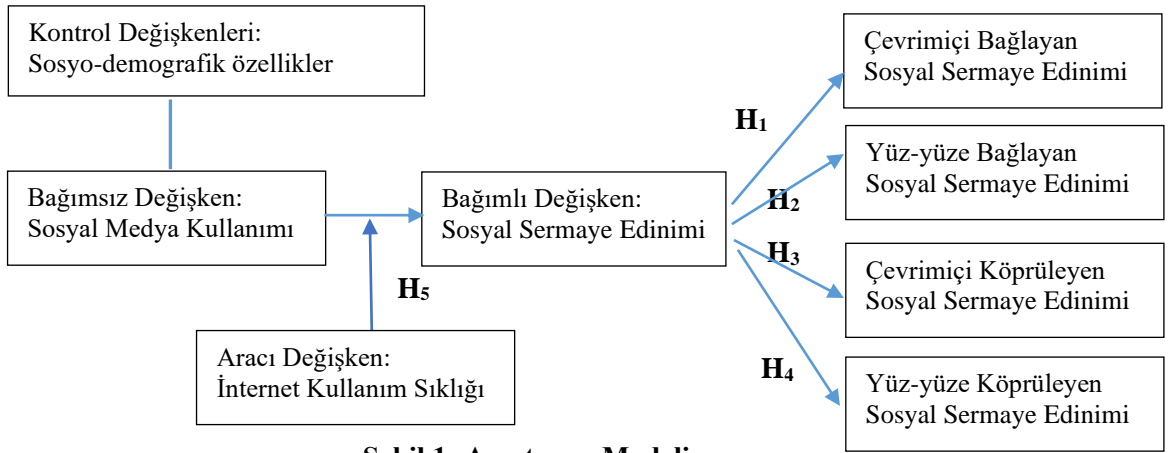 Kontrol Değişkenleri:
Sosyo-demografik özellikler
Bağımsız Değişken:
Sosyal Medya Kullanımı
Bağımlı Değişken:
Sosyal Sermaye Edinimi
Aracı Değişken:
İnternet Kullanım Sıklığı
H5
H1
H2
H3
H4
Çevrimiçi Bağlayan
Sosyal Sermaye Edinimi
Yüz-yüze Bağlayan
Sosyal Sermaye Edinimi
Çevrimiçi Köprüleyen
Sosyal Sermaye Edinimi
Yüz-yüze Köprüleyen
Sosyal Sermaye Edinimi